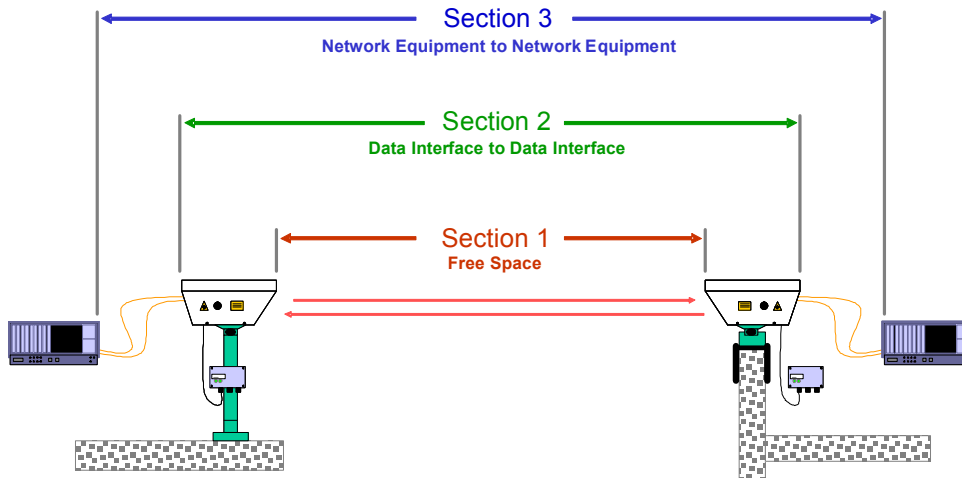 Section 3
Network Equipment to Network Equipment
Section 2
Data Interface to Data Interface
Section 1
Free Space